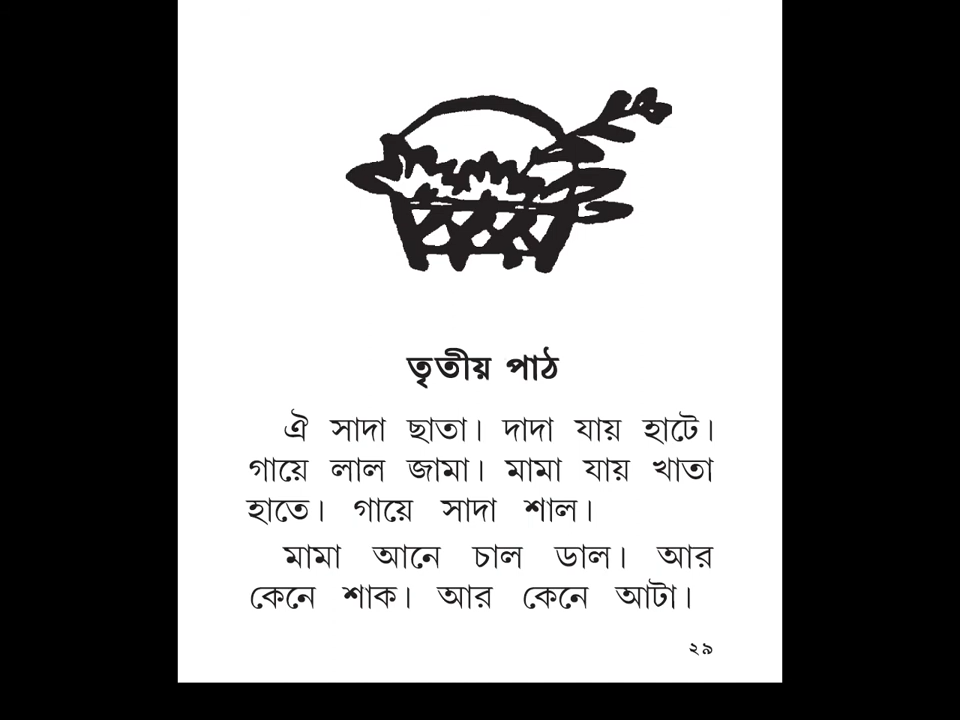 তৃতীয় পাঠ
ঐ সাদা ছাতা। দাদা যায় হাটে।
গায়ে লাল জামা। মামা যায় খাতা
হাতে। গায়ে সাদা শাল।
মামা আনে চাল ডাল। আর
কেনে শাক। আর কেনে আটা।
২৯